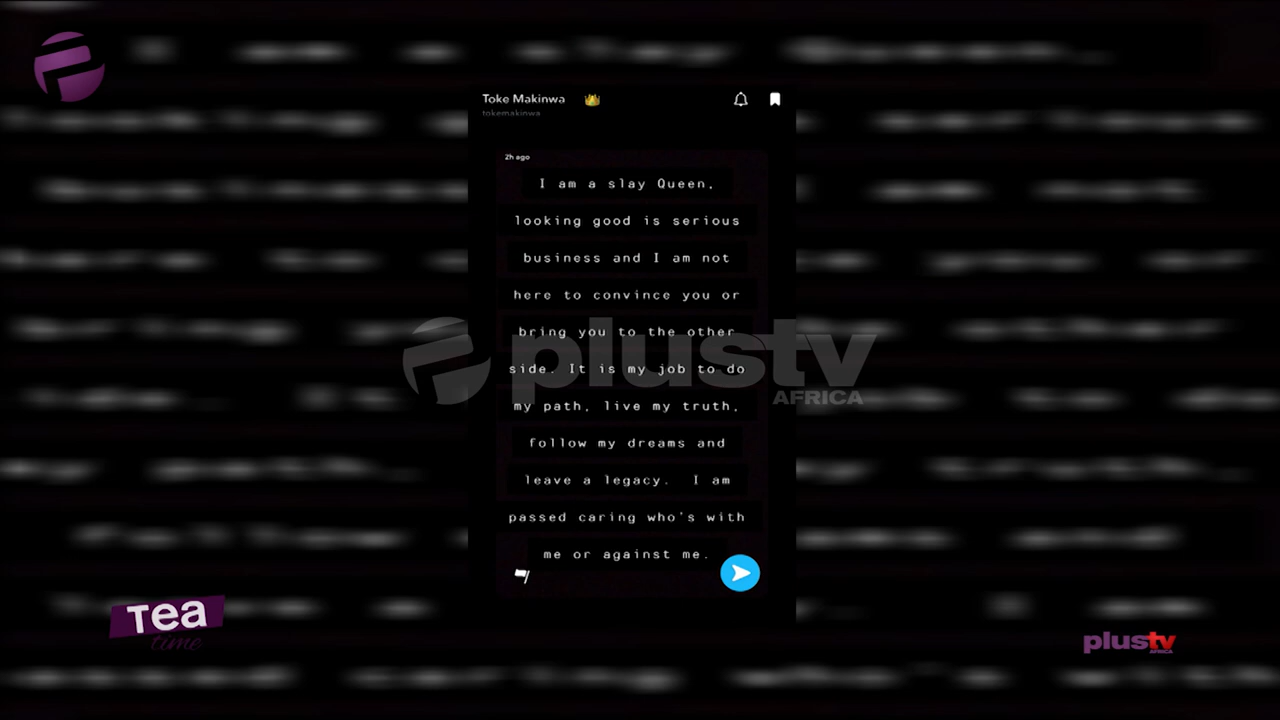 Toke Makinwa
tokemakinwa
2h ago
I am a slay Queen,
looking good is serious
business and I am not
here to convince you or
bring you to the other
side. It is my job to do
my path, live my truth,
follow my dreams and
leave a legacy. I am
passed caring who's with
me or against me.
plustv
AFRICA
Tea
time
plustv
AFRICA